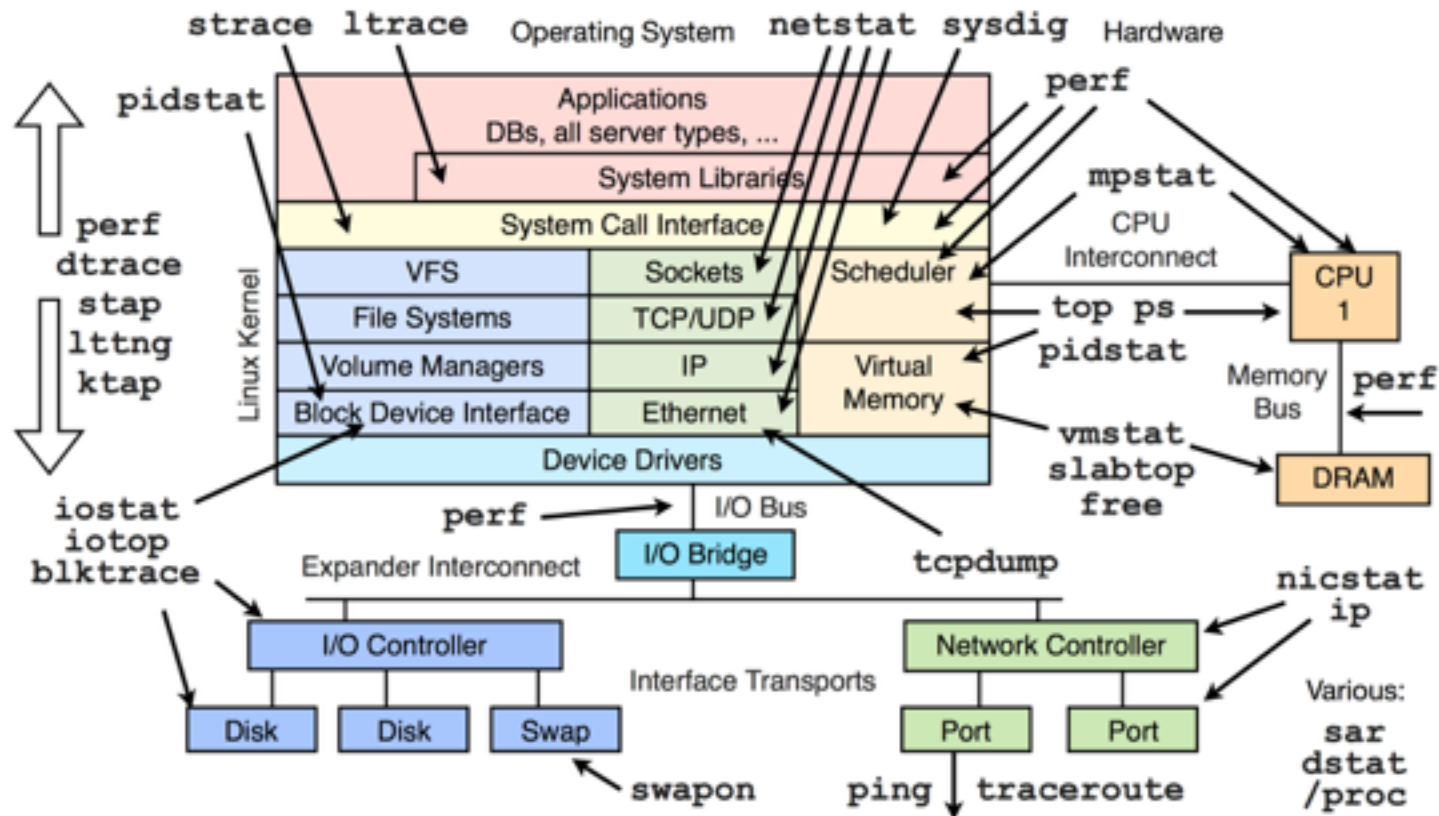 strace ltrace Operating System netstat sysdig Hardware
pidstat
Applications
DBs, all server types, ...
perf
System Libraries
mpstat
System Call Interface
CPU
Interconnect
perf
dtrace
stap
lttng
ktap
Linux Kernel
VFS
Sockets
Scheduler
CPU
1
File Systems
TCP/UDP
top ps
pidstat
Volume Managers
IP
Virtual
Memory
Memory
Bus
perf
Block Device Interface
Ethernet
vmstat
slabtop
free
DRAM
Device Drivers
iostat
iotop
blktrace
perf
I/O Bus
I/O Bridge
tcpdump
Expander Interconnect
nicstat
ip
I/O Controller
Network Controller
Interface Transports
Various:
Disk
Disk
Swap
Port
Port
sar
dstat
/proc
swapon
ping traceroute